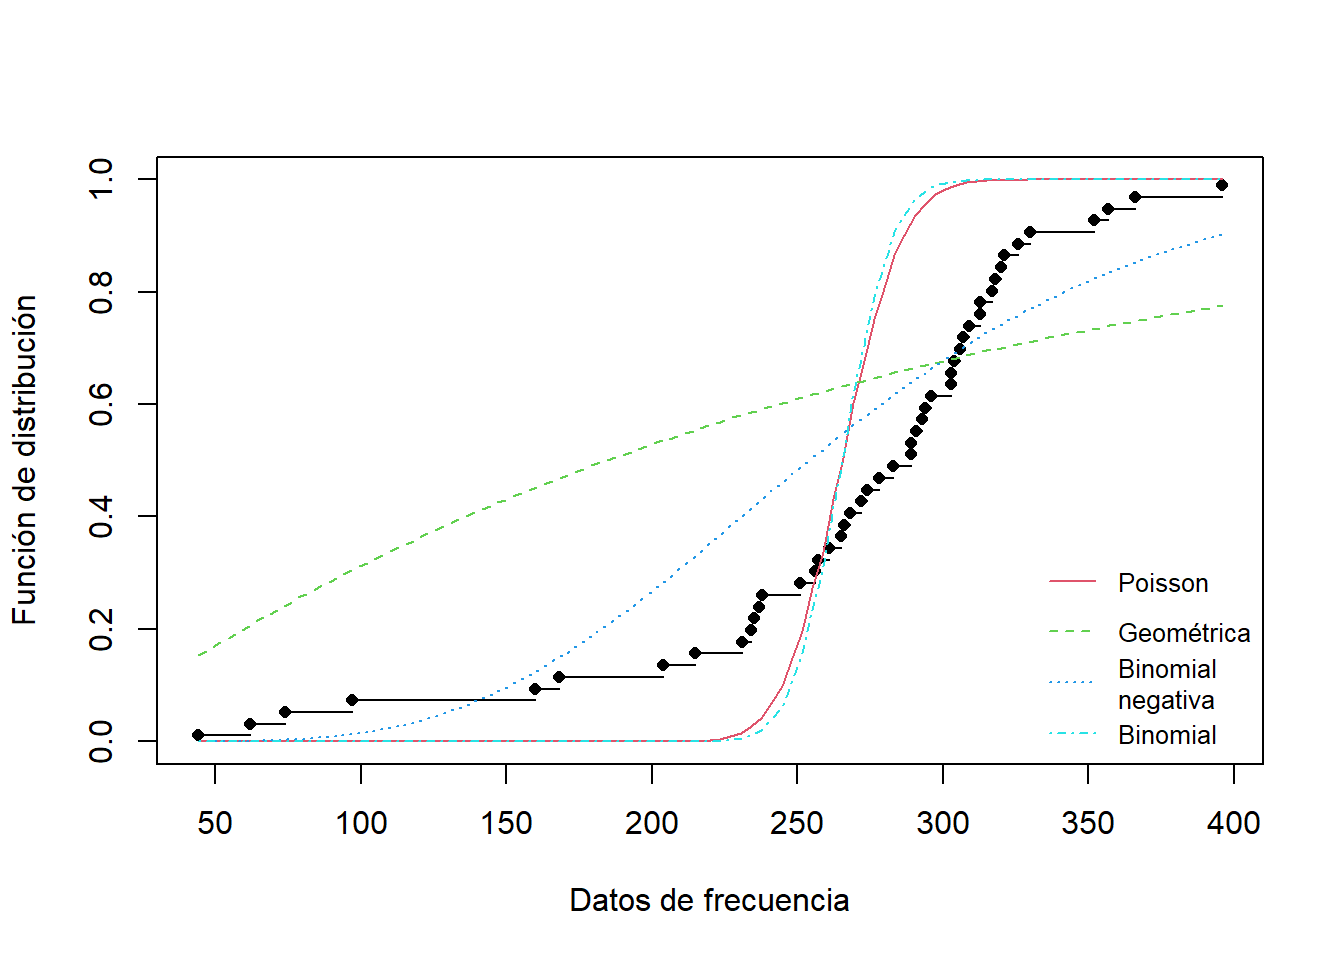 Función de distribución
1.0
0.8
0.6
0.4
0.2
0.0
50 100 150 200 250 300 350 400
Datos de frecuencia
Poisson
Geométrica
Binomial
negativa
Binomial